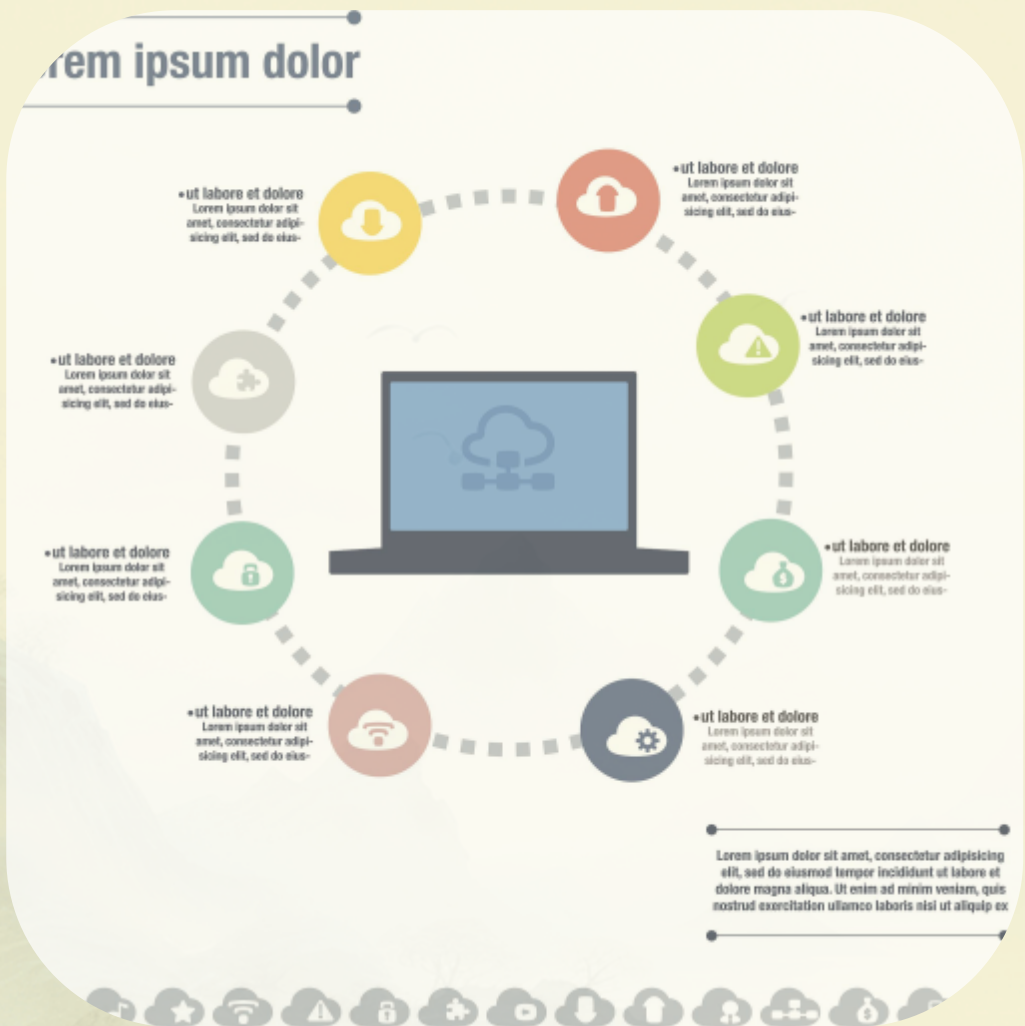 rem ipsum dolor
•ut labore et dolore
Lorem ipsum dolor sit
amet, consectetur adipi-
sicing elit, sed do eius-
•ut labore et dolore
Lorem ipsum dolor sit
amet, consectetur adipi-
sicing elit, sed do eius-
•ut labore et dolore
Lorem ipsum dolor sit
amet, consectetur adipi-
sicing elit, sed do eius-
•ut labore et dolore
Lorem ipsum dolor sit
amet, consectetur adipi-
sicing elit, sed do eius-
•ut labore et dolore
Lorem ipsum dolor sit
amet, consectetur adipi-
sicing elit, sed do eius-
•ut labore et dolore
Lorem ipsum dolor sit
amet, consectetur adipi-
sicing elit, sed do eius-
•ut labore et dolore
Lorem ipsum dolor sit
amet, consectetur adipi-
sicing elit, sed do eius-
•ut labore et dolore
Lorem ipsum dolor sit
amet, consectetur adipi-
sicing elit, sed do eius-
Lorem ipsum dolor sit amet, consectetur adipisicing
elit, sed do eiusmod tempor incididunt ut labore et
dolore magna aliqua. Ut enim ad minim veniam, quis
nostrud exercitation ullamco laboris nisi ut aliquip ex